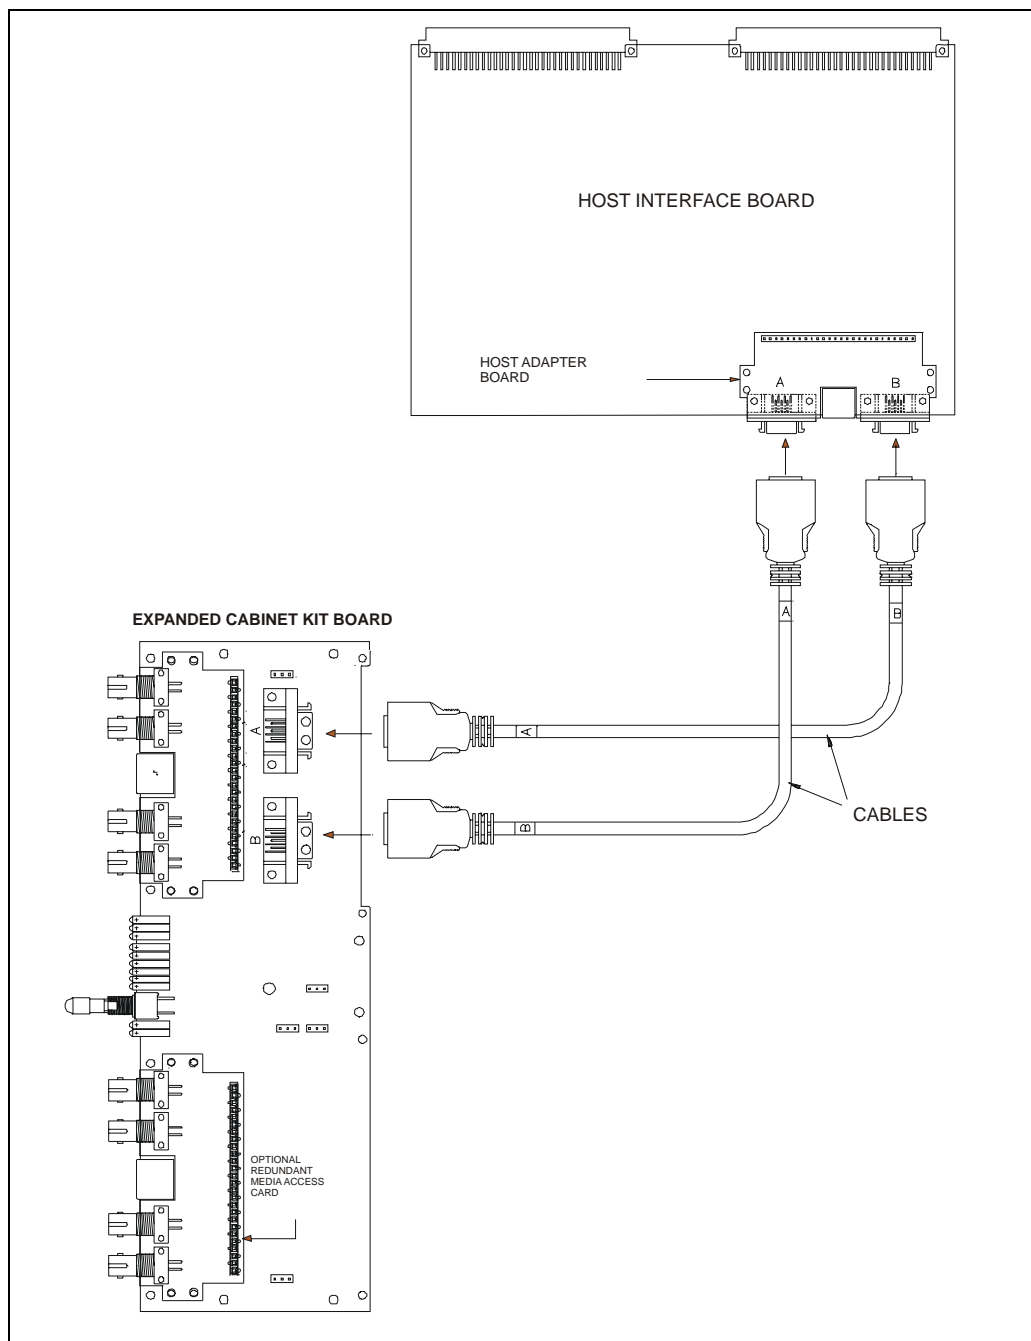 HOST INTERFACE BOARD
HOST ADAPTER
BOARD
A
B
A
B
EXPANDED CABINET KIT BOARD
A
A
CABLES
B
B
OPTIONAL
REDUNDANT
MEDIA ACCESS
CARD